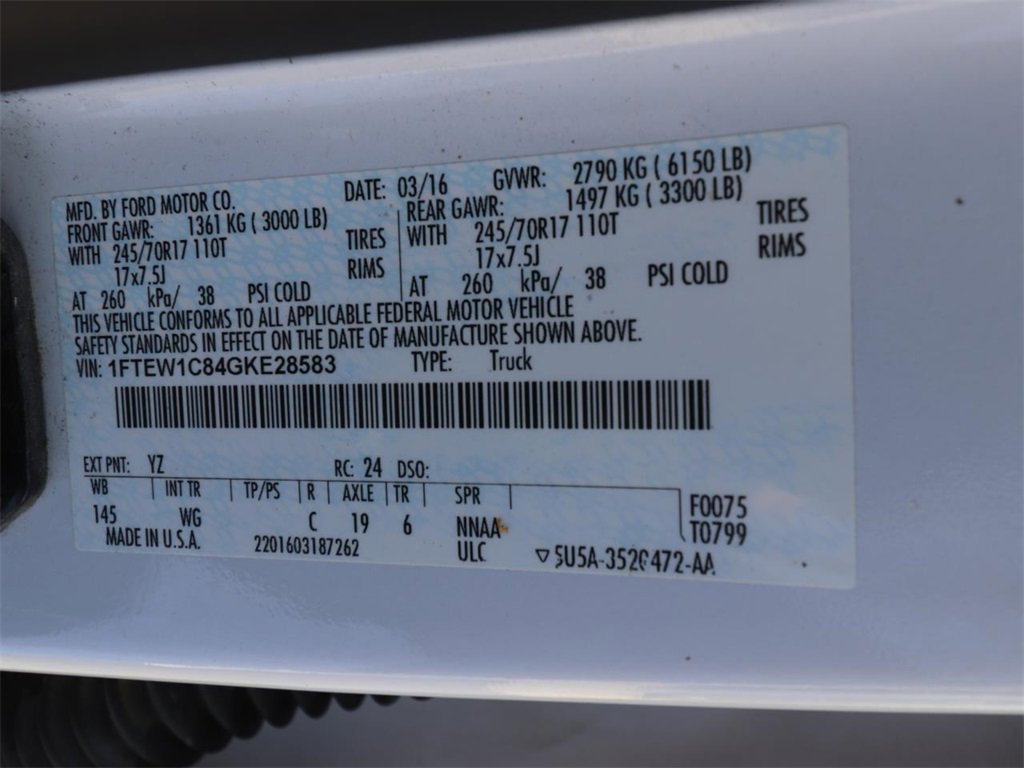 MFD. BY FORD MOTOR CO. DATE: 03/16 GVWR: 2790 KG ( 6150 LB)
FRONT GAWR: 1361 KG ( 3000 LB) REAR GAWR: 1497 KG ( 3300 LB)
WITH 245/70R17 110T TIRES WITH 245/70R17 110T TIRES
17x7.5J RIMS 17x7.5J RIMS
AT 260 kPa/ 38 PSI COLD AT 260 kPa/ 38 PSI COLD
THIS VEHICLE CONFORMS TO ALL APPLICABLE FEDERAL MOTOR VEHICLE
SAFETY STANDARDS IN EFFECT ON THE DATE OF MANUFACTURE SHOWN ABOVE.
VIN: 1FTEW1C84GKE28583 TYPE: Truck
EXT PNT: YZ RC: 24 DSO:
WB INT TR TP/PS R AXLE TR SPR F0075
145 WG C 19 6 NNAA T0799
MADE IN U.S.A. 2201603187262 ULC